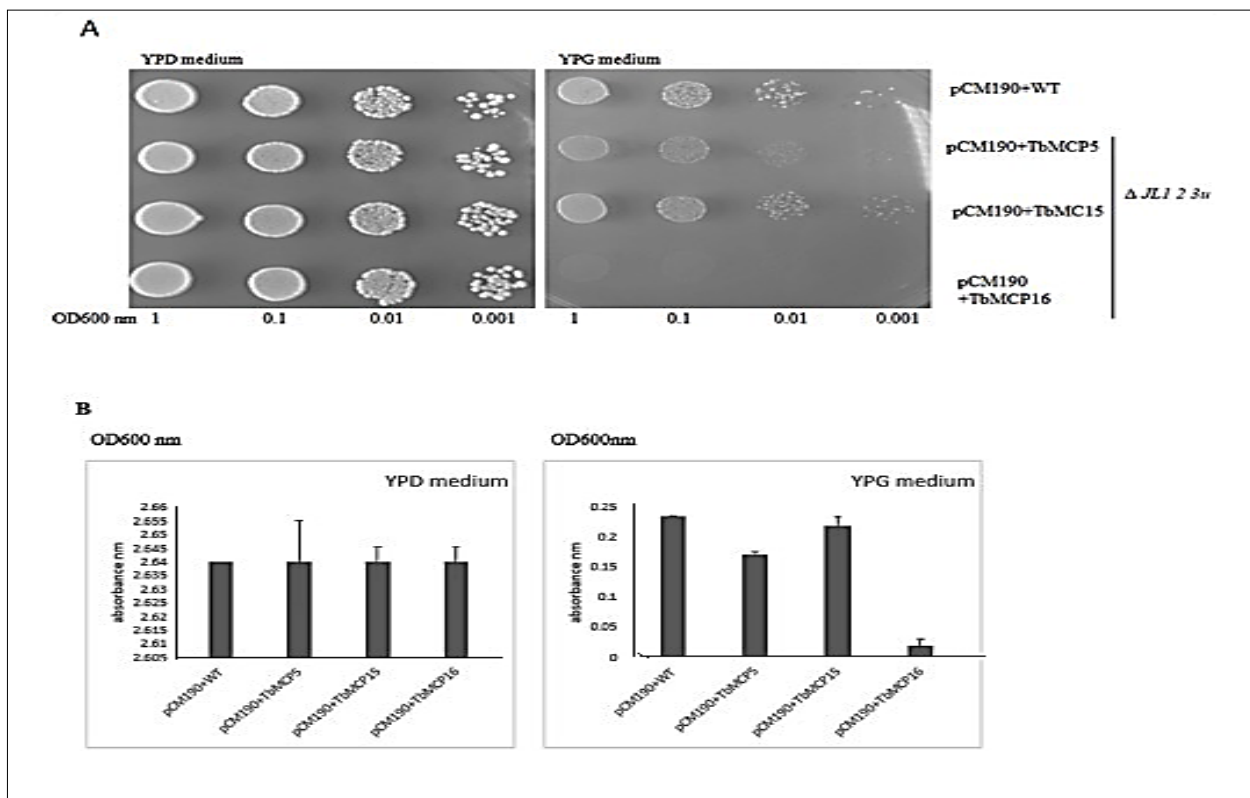 A
YPD medium
YPG medium
pCM190+WT
pCM190+TbMCP5
pCM190+TbMC15
Δ JL1 2 3u
pCM190
+TbMCP16
OD600 nm 1 0.1 0.01 0.001
1 0.1 0.01 0.001
B
OD600 nm
YPD medium
absorbance nm
2.66
2.655
2.65
2.645
2.64
2.635
2.63
2.625
2.62
2.615
2.61
2.605
pCM190+WT
pCM190+TbMCP5
pCM190+TbMCP15
pCM190+TbMCP16
OD600nm
YPG medium
absorbance nm
0.25
0.2
0.15
0.1
0.05
0
pCM190+WT
pCM190+TbMCP5
pCM190+TbMCP15
pCM190+TbMCP16